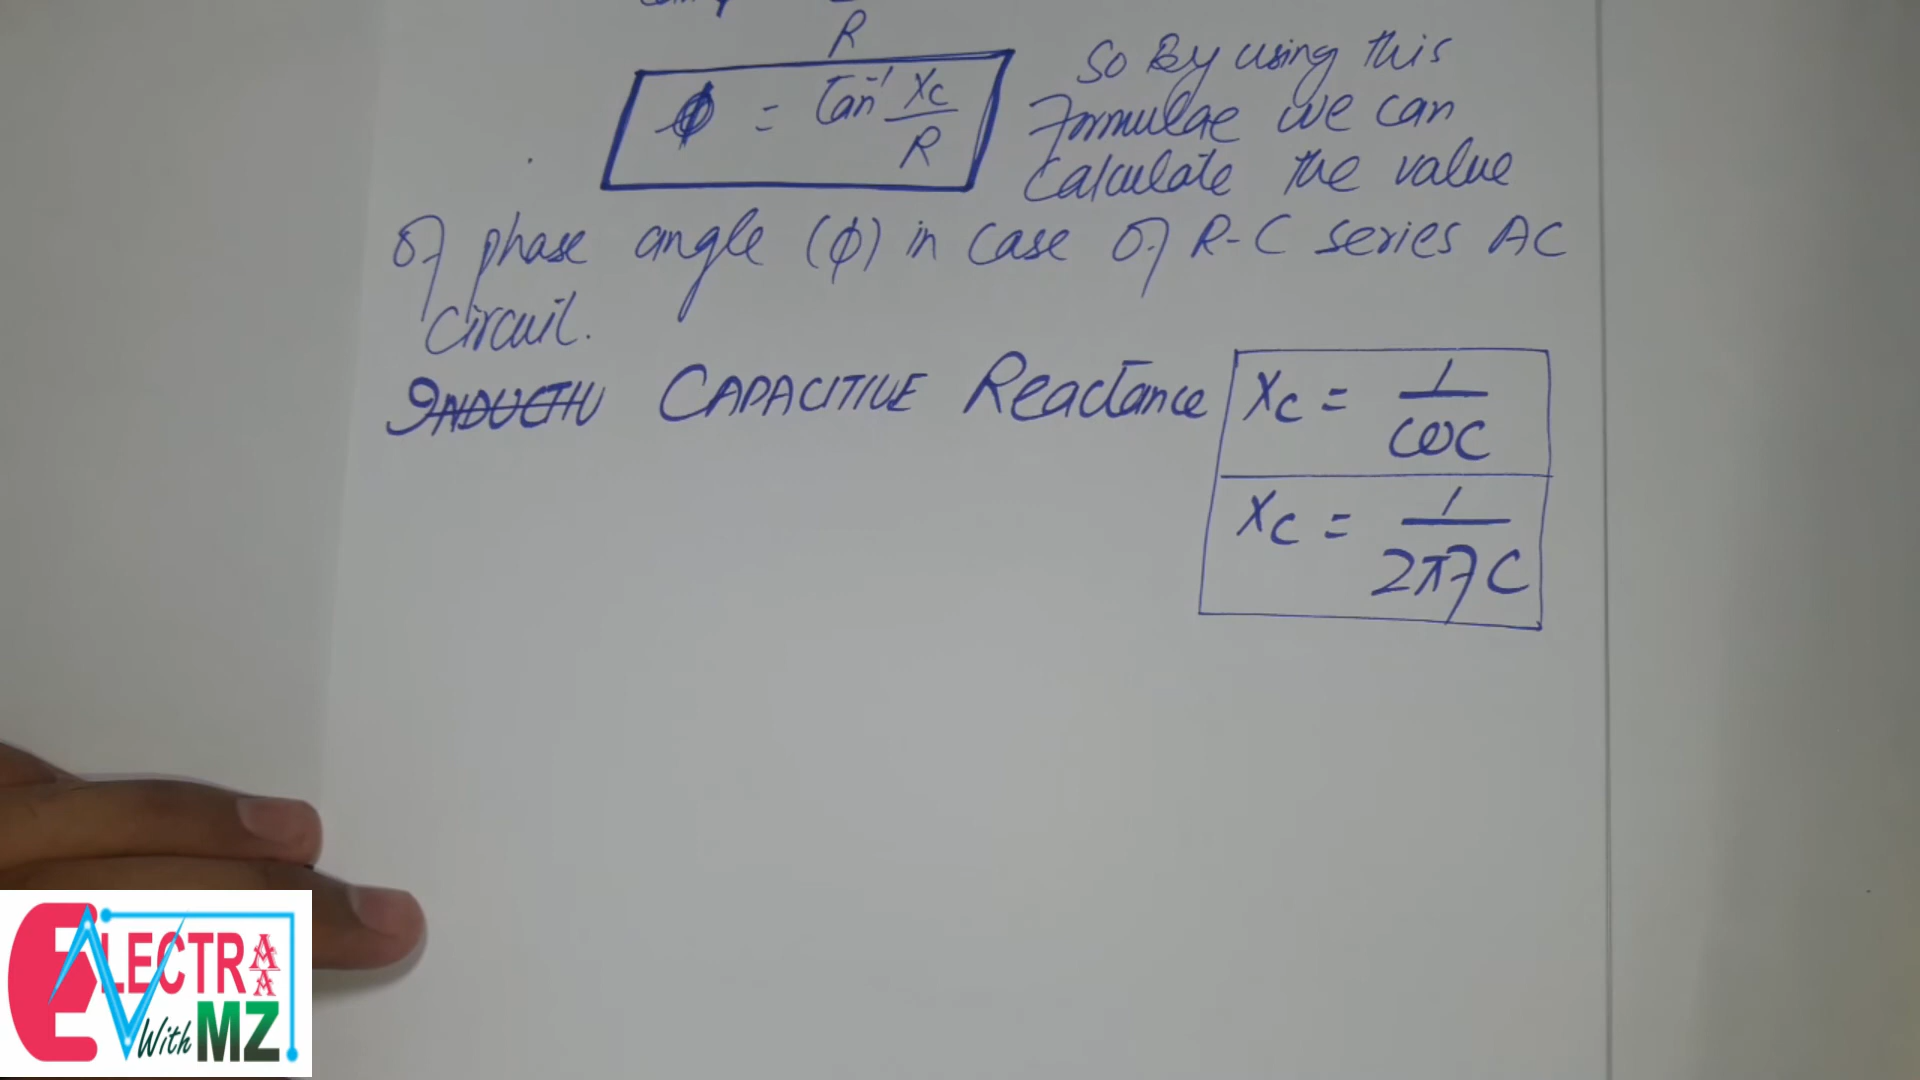 R
ϕ = Tan⁻¹ Xc/R
So By using this
Formulae we can
Calculate the value
of phase angle (ϕ) in case of R-C series AC
Circuit.
CAPACITIVE Reactance
Xc = 1/ωC
Xc = 1/2πfC
ELECTRA
With MZ